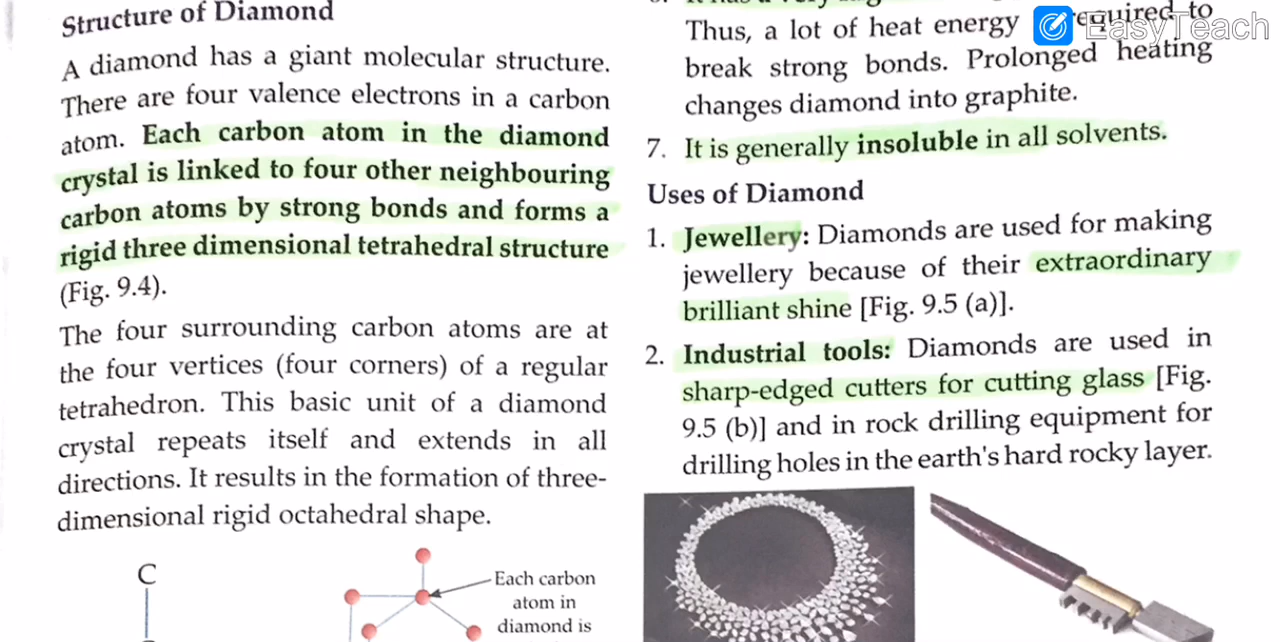 Structure of Diamond
A diamond has a giant molecular structure.
There are four valence electrons in a carbon
atom. Each carbon atom in the diamond
crystal is linked to four other neighbouring
carbon atoms by strong bonds and forms a
rigid three dimensional tetrahedral structure
(Fig. 9.4).
The four surrounding carbon atoms are at
the four vertices (four corners) of a regular
tetrahedron. This basic unit of a diamond
crystal repeats itself and extends in all
directions. It results in the formation of three-
dimensional rigid octahedral shape.
C
Each carbon
atom in
diamond is
EasyTeach
Thus, a lot of heat energy required to
break strong bonds. Prolonged heating
changes diamond into graphite.
7. It is generally insoluble in all solvents.
Uses of Diamond
1. Jewellery: Diamonds are used for making
jewellery because of their extraordinary
brilliant shine [Fig. 9.5 (a)].
2. Industrial tools: Diamonds are used in
sharp-edged cutters for cutting glass [Fig.
9.5 (b)] and in rock drilling equipment for
drilling holes in the earth's hard rocky layer.